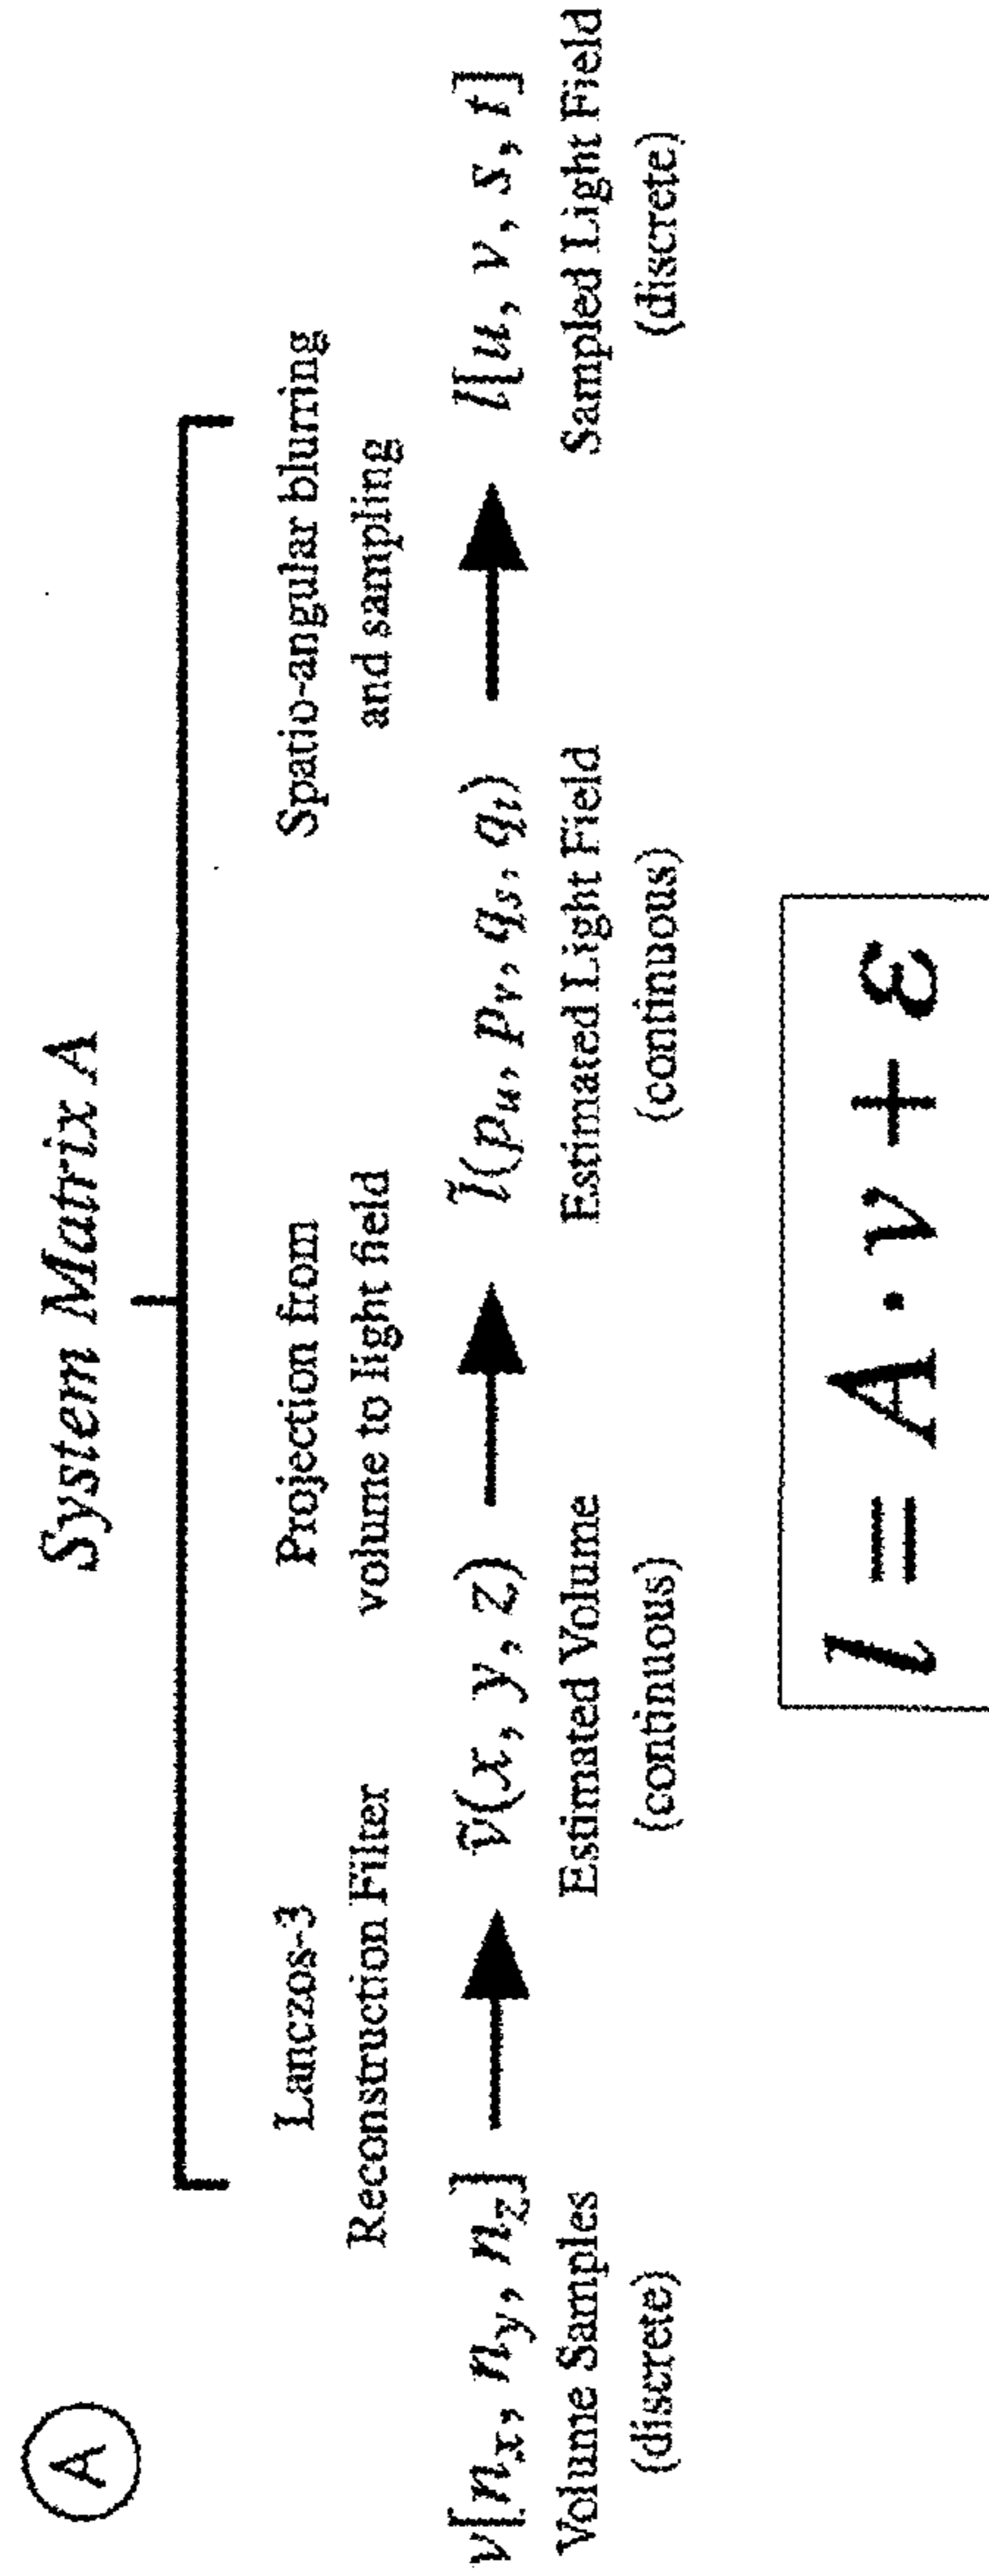 A
System Matrix A
Lanczos-3
Reconstruction Filter
Projection from
volume to light field
Spatio-angular blurring
and sampling
v[n_x, n_y, n_z]
Volume Samples
(discrete)
ṽ(x, y, z)
Estimated Volume
(continuous)
l̃(p_u, p_v, q_s, q_t)
Estimated Light Field
(continuous)
l[u, v, s, t]
Sampled Light Field
(discrete)
l = A · v + ε